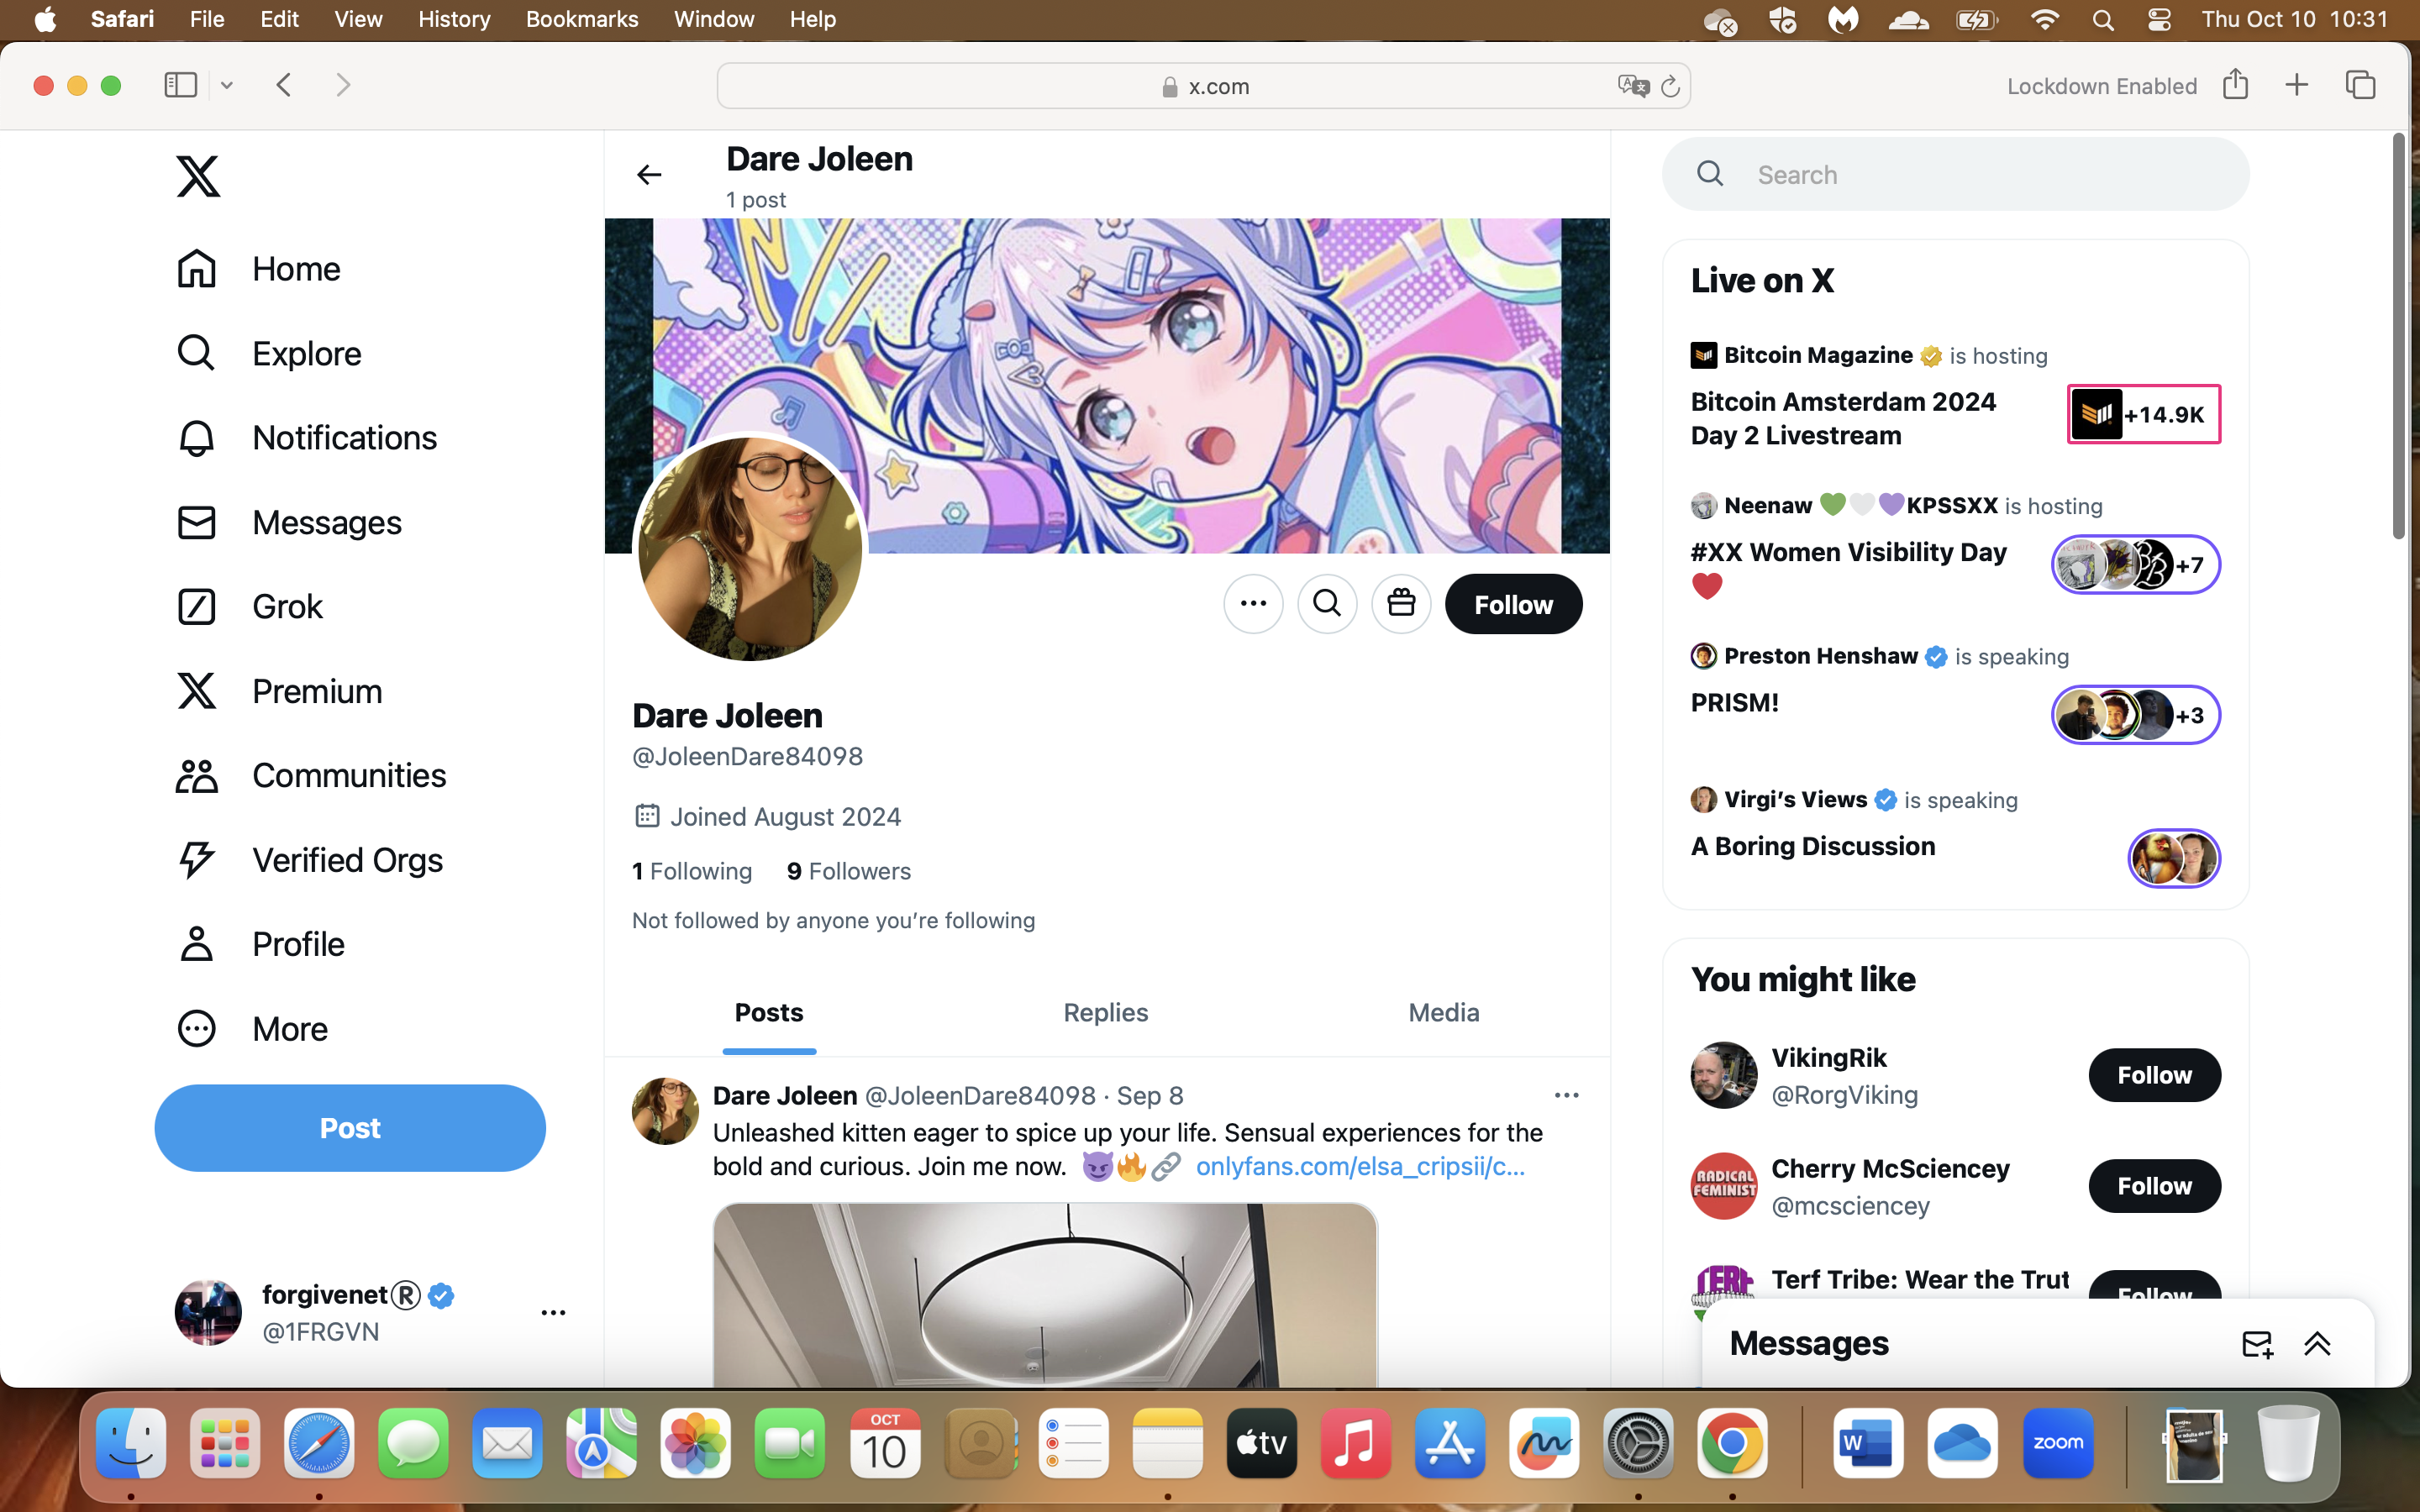 Safari File Edit View History Bookmarks Window Help Thu Oct 10 10:31
x.com
Lockdown Enabled
Home
Explore
Notifications
Messages
Grok
Premium
Communities
Verified Orgs
Profile
More
Post
forgivenet®
@1FRGVN
Dare Joleen
1 post
Follow
Dare Joleen
@JoleenDare84098
Joined August 2024
1 Following 9 Followers
Not followed by anyone you're following
Posts Replies Media
Dare Joleen @JoleenDare84098 · Sep 8
Unleashed kitten eager to spice up your life. Sensual experiences for the
bold and curious. Join me now. 😈🔥🔗 onlyfans.com/elsa_cripsii/c...
Search
Live on X
Bitcoin Magazine is hosting
Bitcoin Amsterdam 2024
Day 2 Livestream
+14.9K
Neenaw 💚🤍💜KPSSXX is hosting
#XX Women Visibility Day
❤️
+7
Preston Henshaw is speaking
PRISM!
+3
Virgi's Views is speaking
A Boring Discussion
You might like
VikingRik
@RorgViking
Follow
RADICAL
FEMINIST
Cherry McSciencey
@mcsciencey
Follow
Terf Tribe: Wear the Trut
Follow
Messages
OCT
10
tv
W
zoom